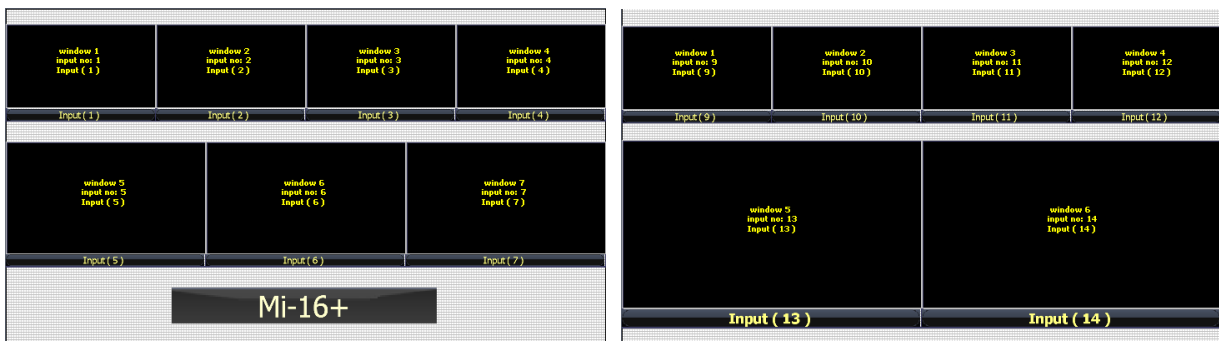 window 1
input no: 1
Input ( 1 )
window 2
input no: 2
Input ( 2 )
window 3
input no: 3
Input ( 3 )
window 4
input no: 4
Input ( 4 )
Input ( 1 )
Input ( 2 )
Input ( 3 )
Input ( 4 )
window 5
input no: 5
Input ( 5 )
window 6
input no: 6
Input ( 6 )
window 7
input no: 7
Input ( 7 )
Input ( 5 )
Input ( 6 )
Input ( 7 )
Mi-16+
window 1
input no: 9
Input ( 9 )
window 2
input no: 10
Input ( 10 )
window 3
input no: 11
Input ( 11 )
window 4
input no: 12
Input ( 12 )
Input ( 9 )
Input ( 10 )
Input ( 11 )
Input ( 12 )
window 5
input no: 13
Input ( 13 )
window 6
input no: 14
Input ( 14 )
Input ( 13 )
Input ( 14 )